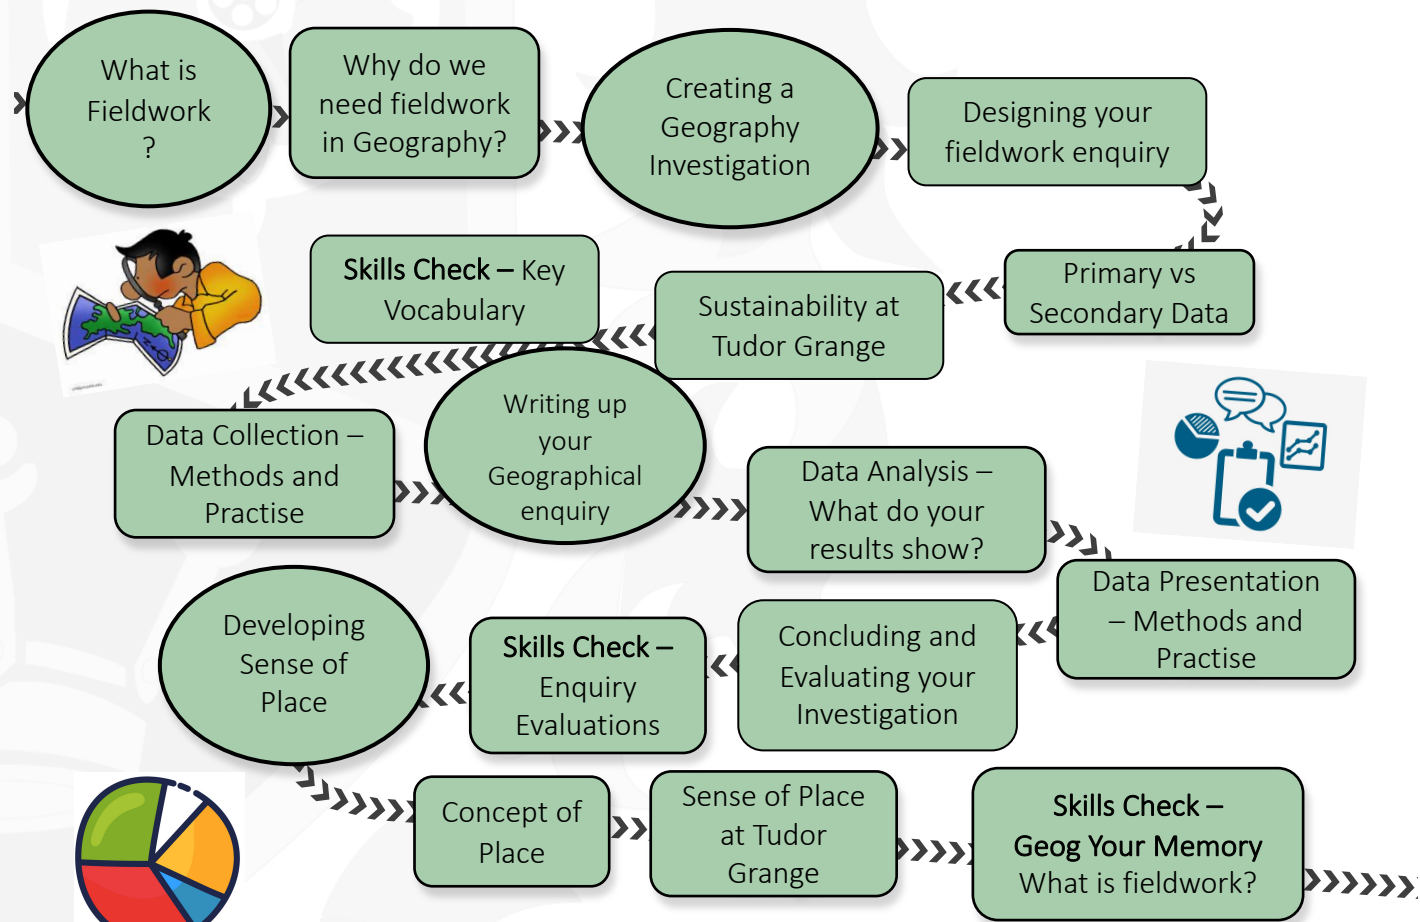 What is
Fieldwork
?
Why do we
need fieldwork
in Geography?
Creating a
Geography
Investigation
Designing your
fieldwork enquiry
Primary vs
Secondary Data
Sustainability at
Tudor Grange
Skills Check – Key
Vocabulary
Data Collection –
Methods and
Practise
Writing up
your
Geographical
enquiry
Data Analysis –
What do your
results show?
Data Presentation
– Methods and
Practise
Concluding and
Evaluating your
Investigation
Skills Check –
Enquiry
Evaluations
Developing
Sense of
Place
Concept of
Place
Sense of Place
at Tudor
Grange
Skills Check –
Geog Your Memory
What is fieldwork?